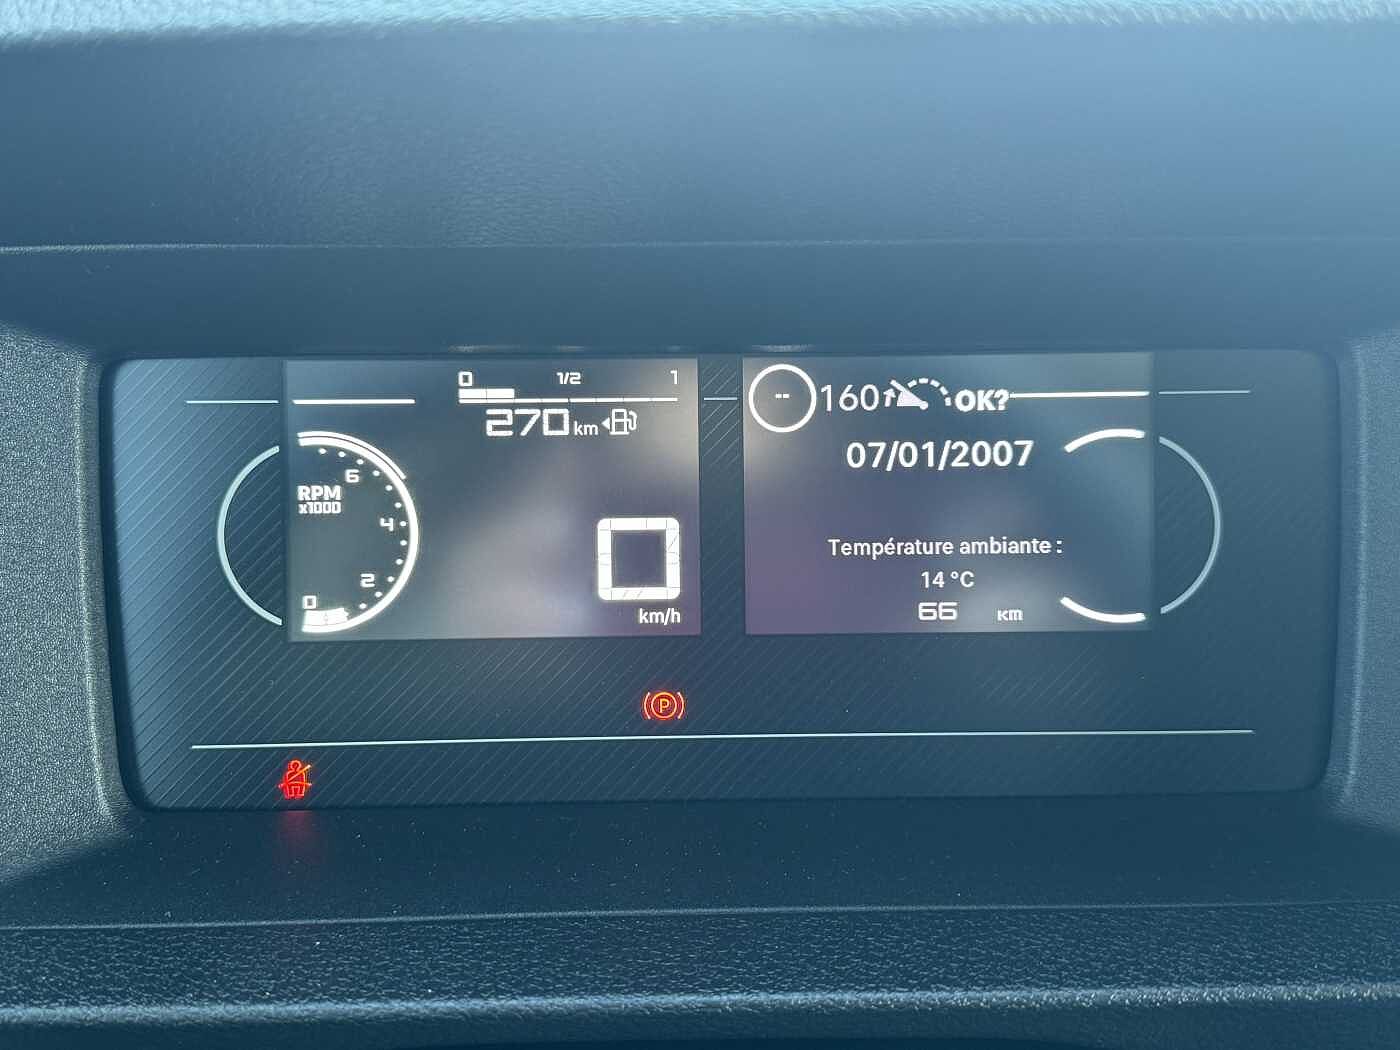 0 1/2 1
270 km
RPM
x1000
6
4
2
0
0
km/h
-- 160 OK?
07/01/2007
Température ambiante :
14 °C
66 KM
P